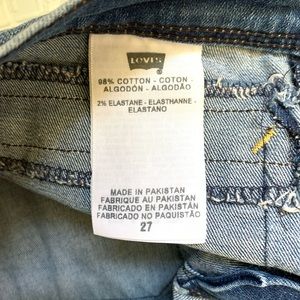 Levi's
98% COTTON - COTON -
ALGODÓN - ALGODÃO
2% ELASTANE - ELASTHANNE -
ELASTANO
MADE IN PAKISTAN
FABRIQUE AU PAKISTAN
FABRICADO EN PAKISTÁN
FABRICADO NO PAQUISTÃO
27